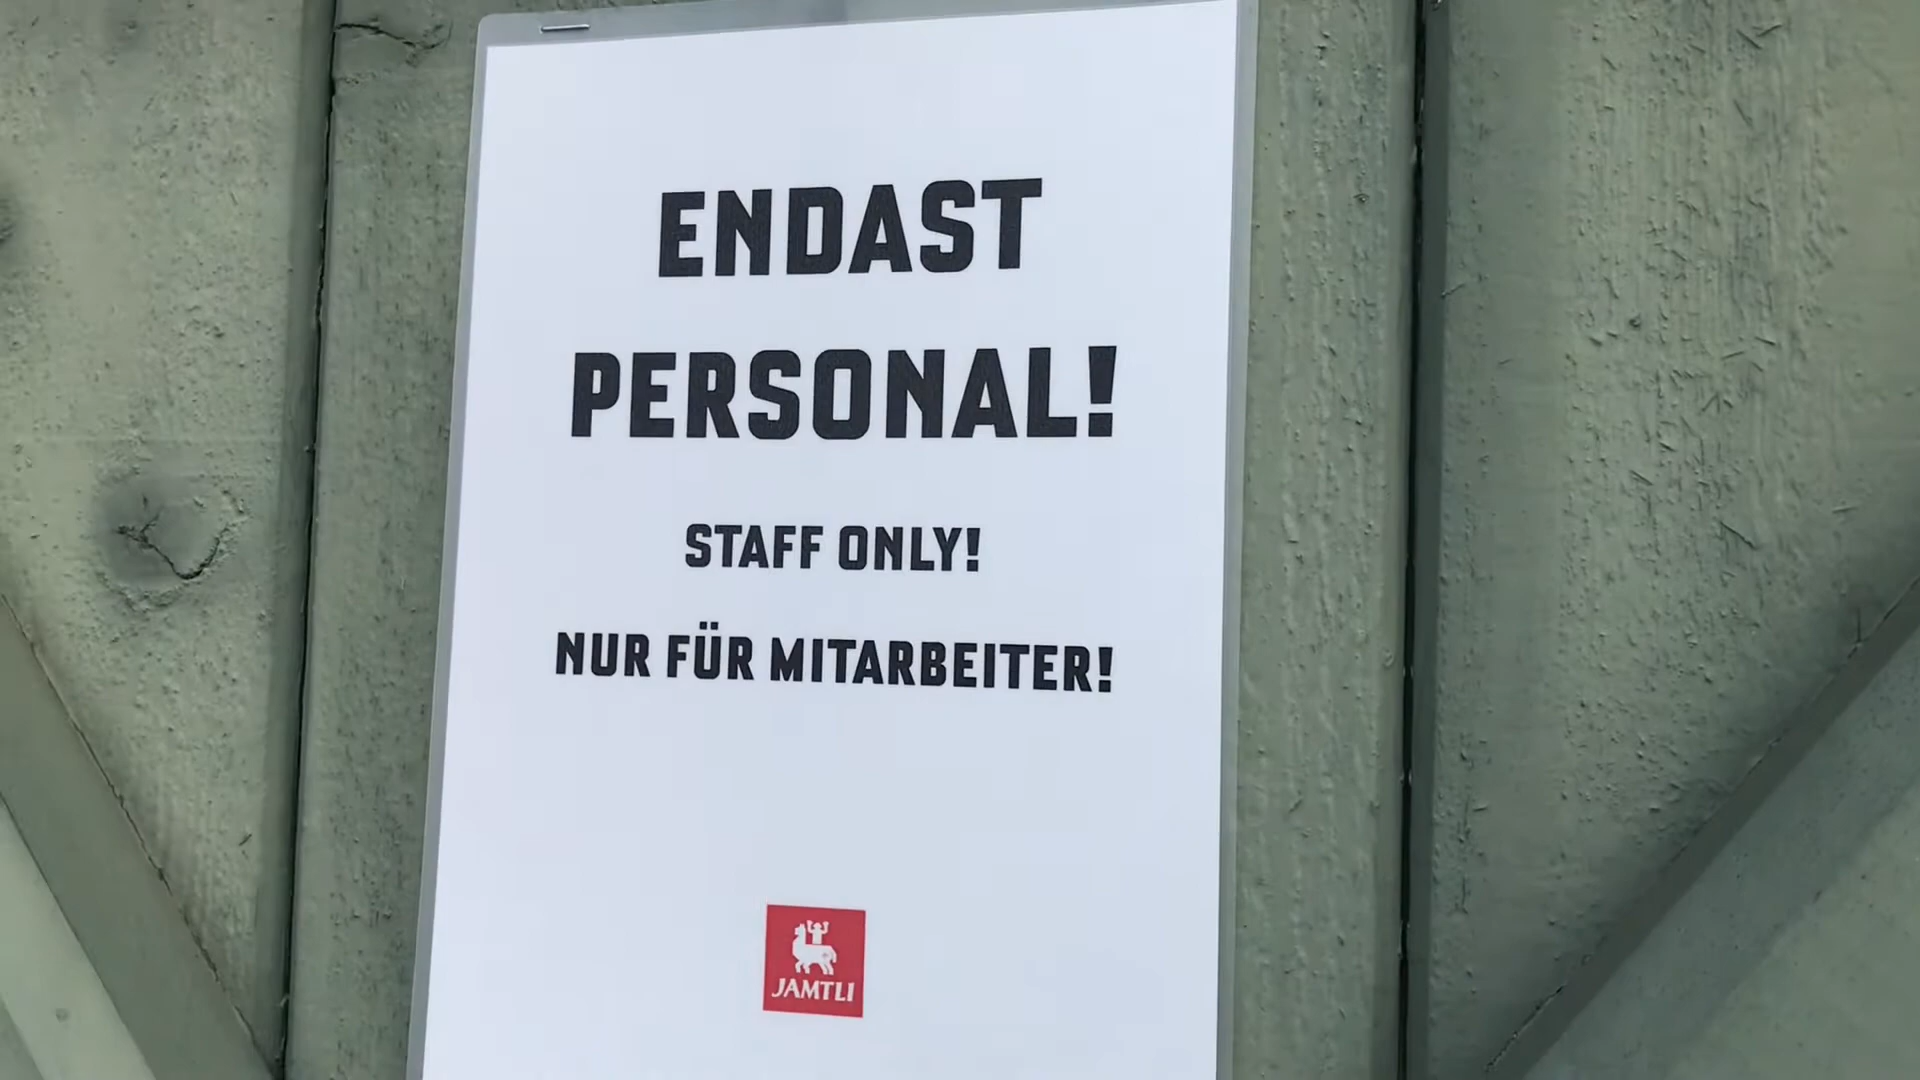 ENDAST
PERSONAL!
STAFF ONLY!
NUR FÜR MITARBEITER!
JAMTLI